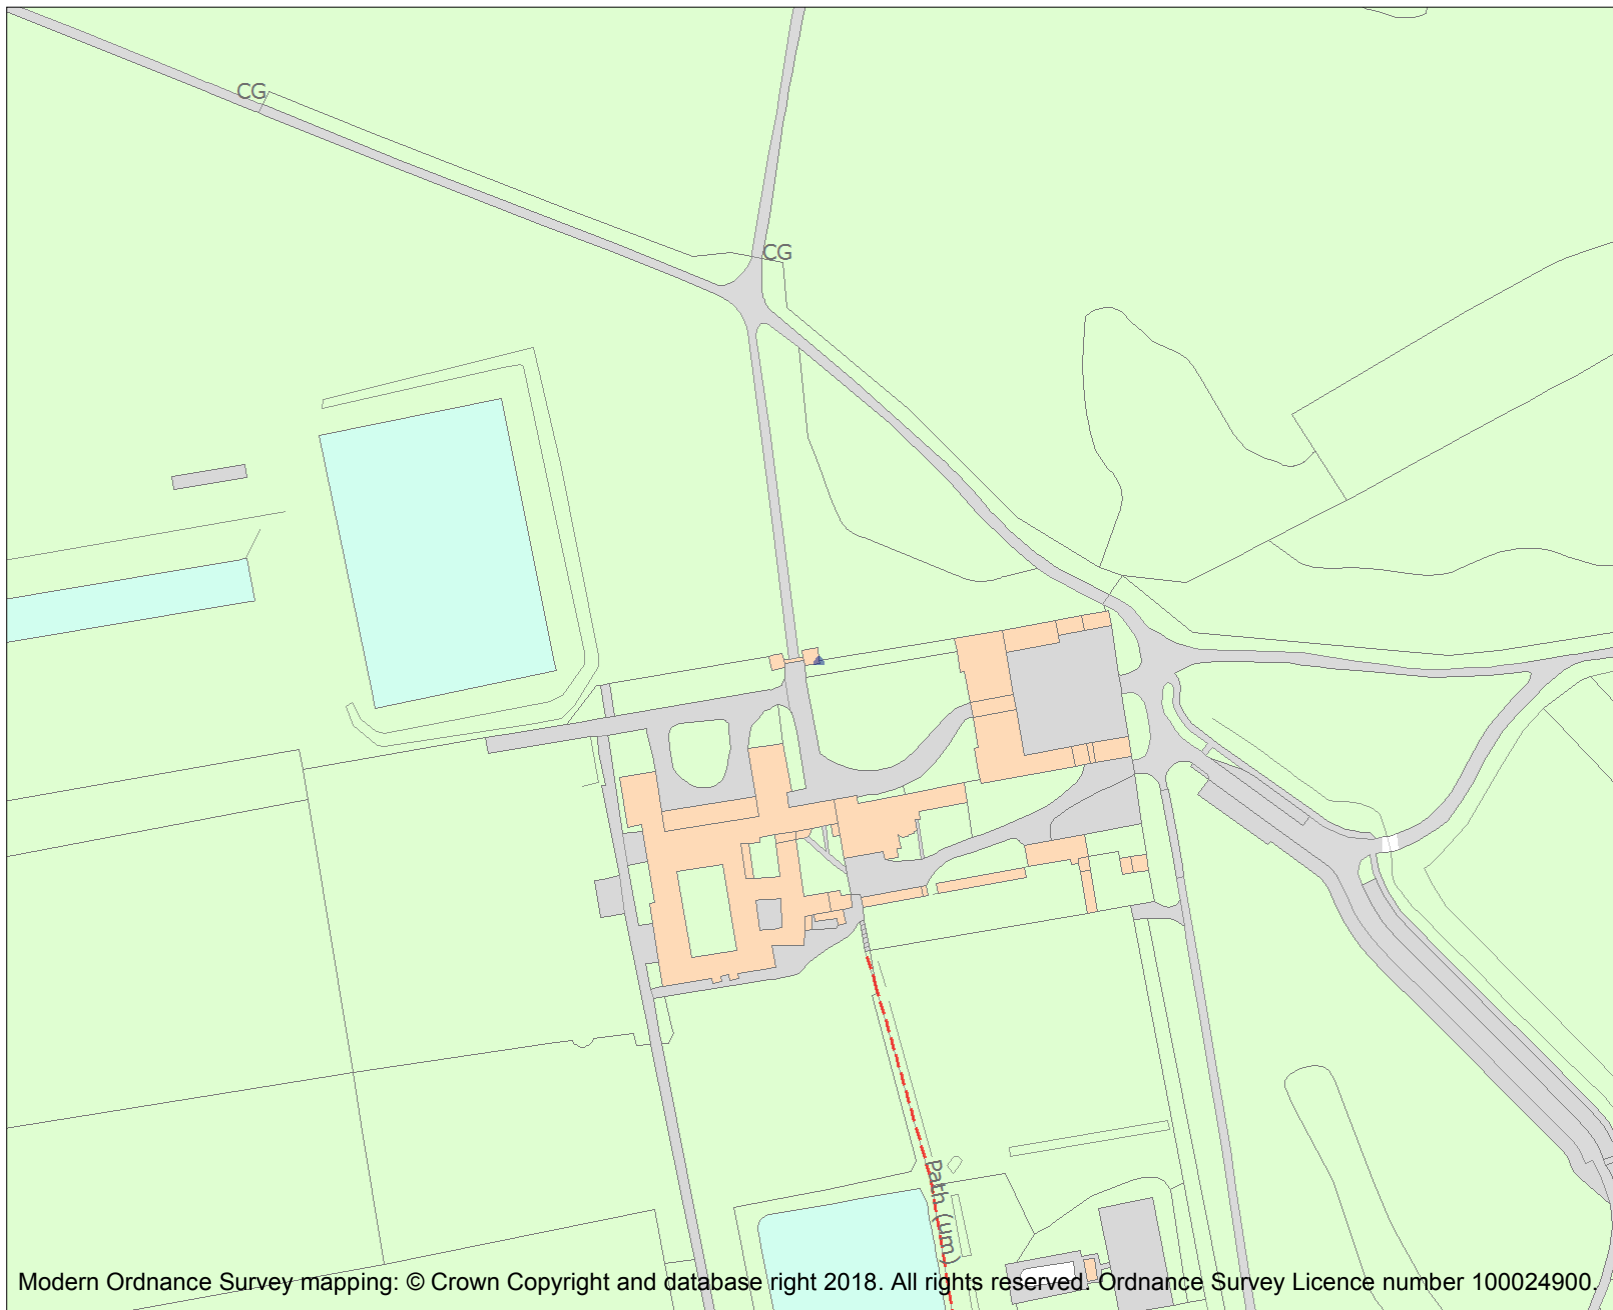 CG
CG
Path (um)
Modern Ordnance Survey mapping: © Crown Copyright and database right 2018. All rights reserved. Ordnance Survey Licence number 100024900.